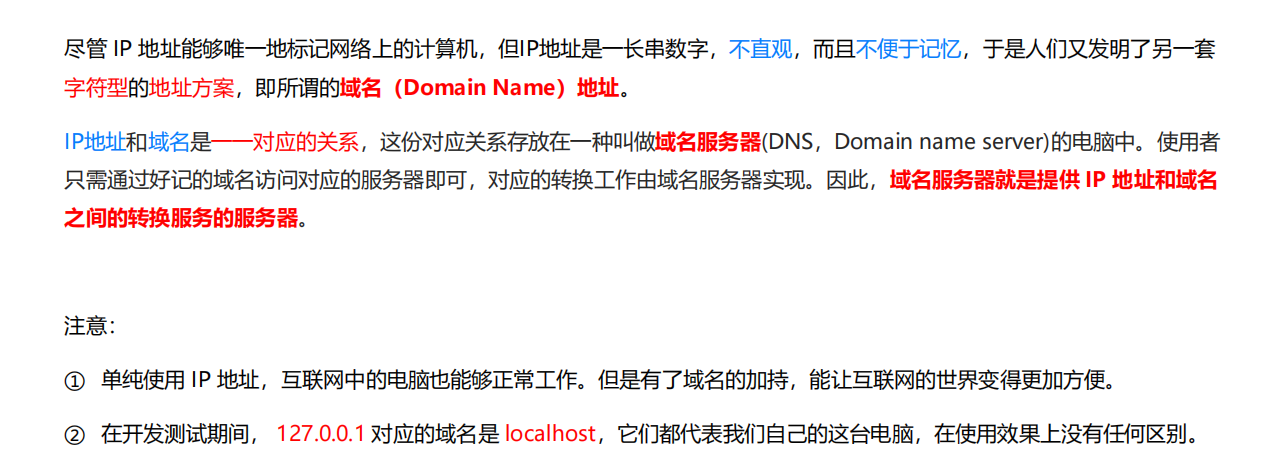 尽管 IP 地址能够唯一地标记网络上的计算机，但IP地址是一长串数字，不直观，而且不便于记忆，于是人们又发明了另一套
字符型的地址方案，即所谓的域名（Domain Name）地址。
IP地址和域名是一一对应的关系，这份对应关系存放在一种叫做域名服务器(DNS，Domain name server)的电脑中。使用者
只需通过好记的域名访问对应的服务器即可，对应的转换工作由域名服务器实现。因此，域名服务器就是提供 IP 地址和域名
之间的转换服务的服务器。
注意：
① 单纯使用 IP 地址，互联网中的电脑也能够正常工作。但是有了域名的加持，能让互联网的世界变得更加方便。
② 在开发测试期间， 127.0.0.1 对应的域名是 localhost，它们都代表我们自己的这台电脑，在使用效果上没有任何区别。